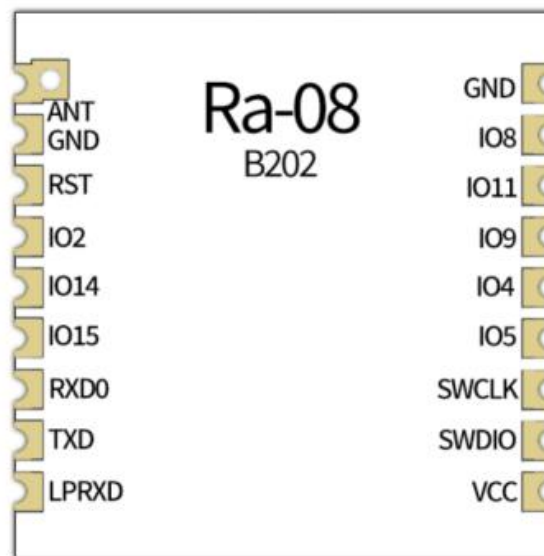 Ra-08
B202
ANT
GND
RST
IO2
IO14
IO15
RXD0
TXD
LPRXD
GND
IO8
IO11
IO9
IO4
IO5
SWCLK
SWDIO
VCC